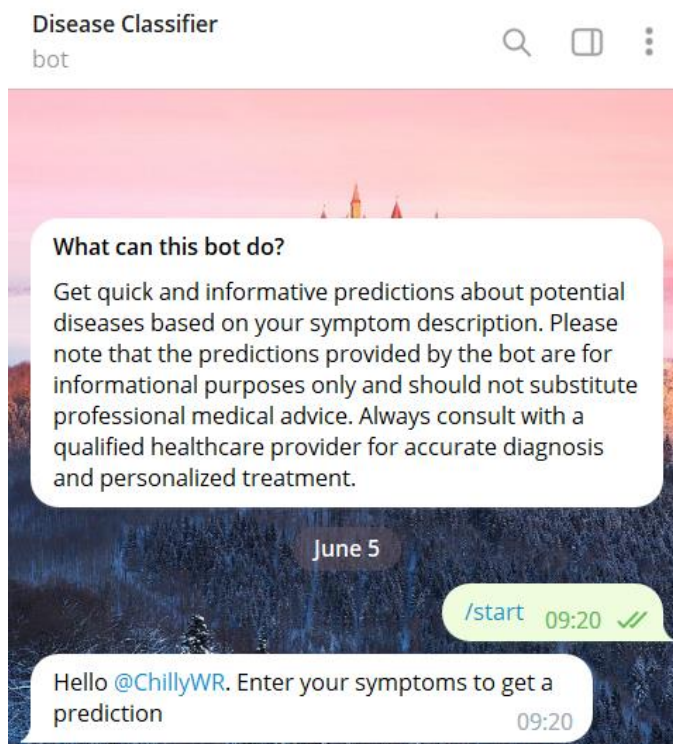 Disease Classifier
bot
What can this bot do?
Get quick and informative predictions about potential
diseases based on your symptom description. Please
note that the predictions provided by the bot are for
informational purposes only and should not substitute
professional medical advice. Always consult with a
qualified healthcare provider for accurate diagnosis
and personalized treatment.
June 5
/start 09:20
Hello @ChillyWR. Enter your symptoms to get a
prediction 09:20